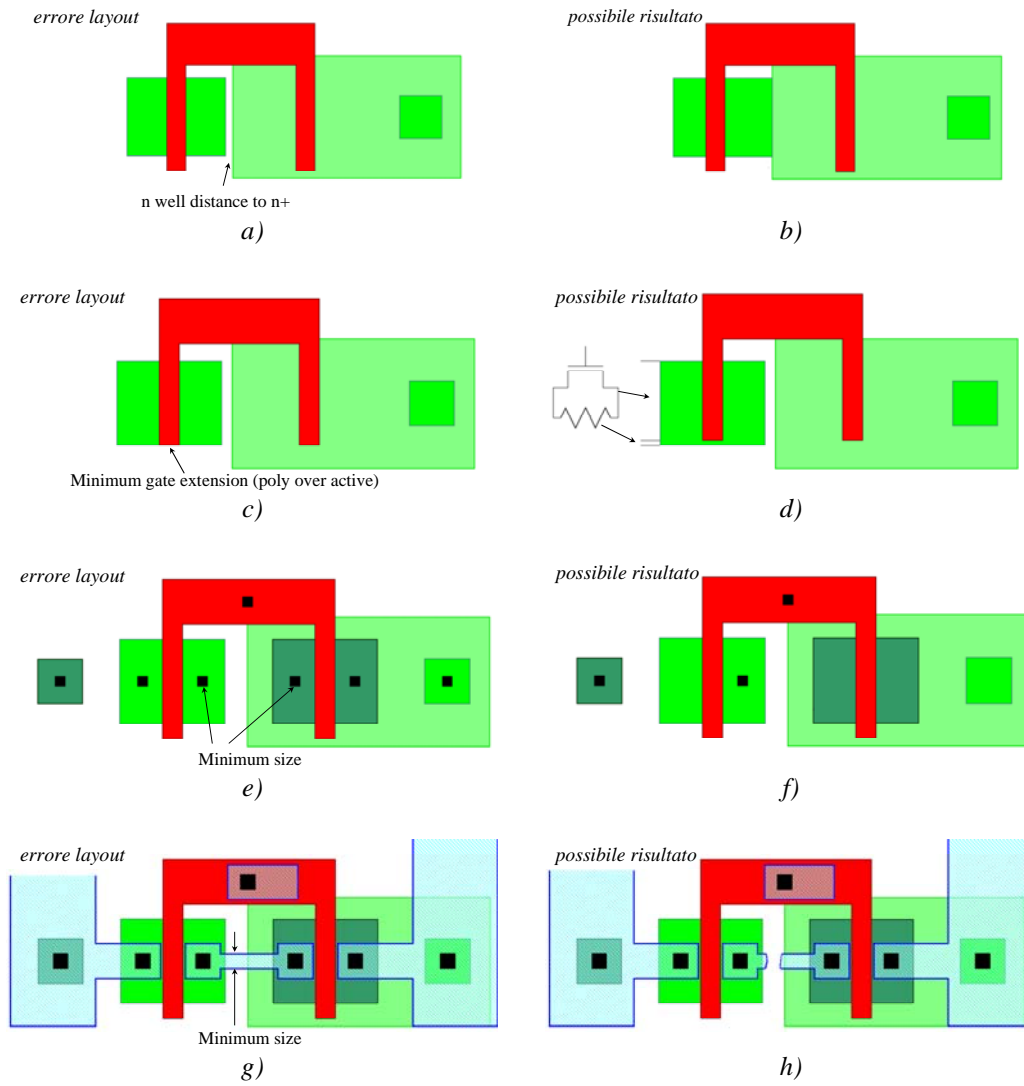 errore layout
possibile risultato
n well distance to n+
a)
b)
errore layout
possibile risultato
Minimum gate extension (poly over active)
c)
d)
errore layout
possibile risultato
Minimum size
e)
f)
errore layout
possibile risultato
Minimum size
g)
h)